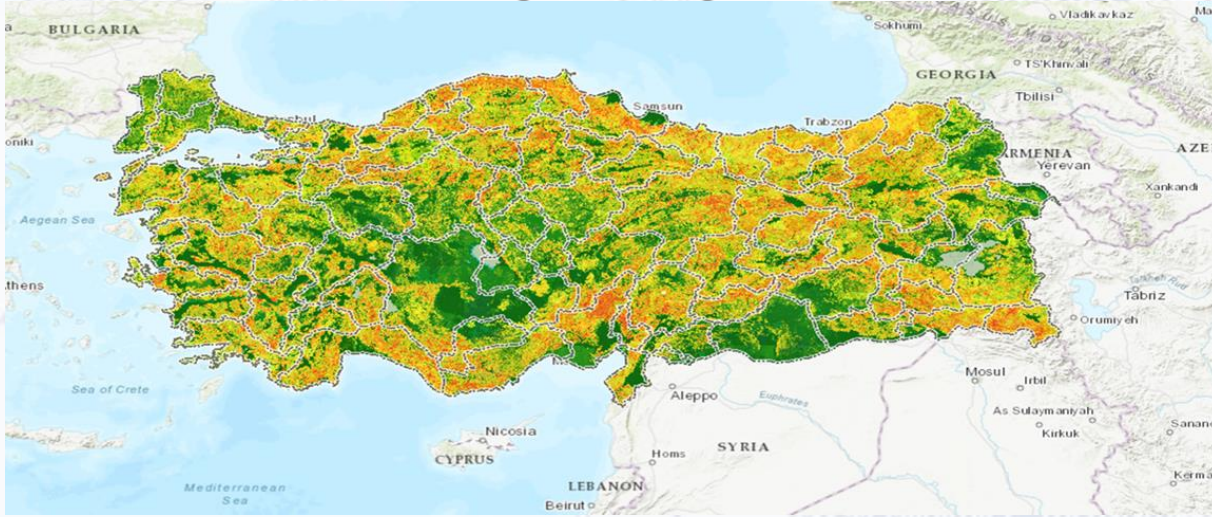 BULGARIA
Sokhumi
Vladikavkaz
TS'Khinvali
GEORGIA
Tbilisi
Samsun
Trabzon
ARMENIA
Yerevan
Xankandi
Aegean Sea
Tabriz
Orumiyeh
Sea of Crete
Aleppo
Euphrates
Mosul
Irbil
As Sulaymaniyah
Kirkuk
Nicosia
CYPRUS
SYRIA
Homs
Mediterranean
Sea
LEBANON
Beirut